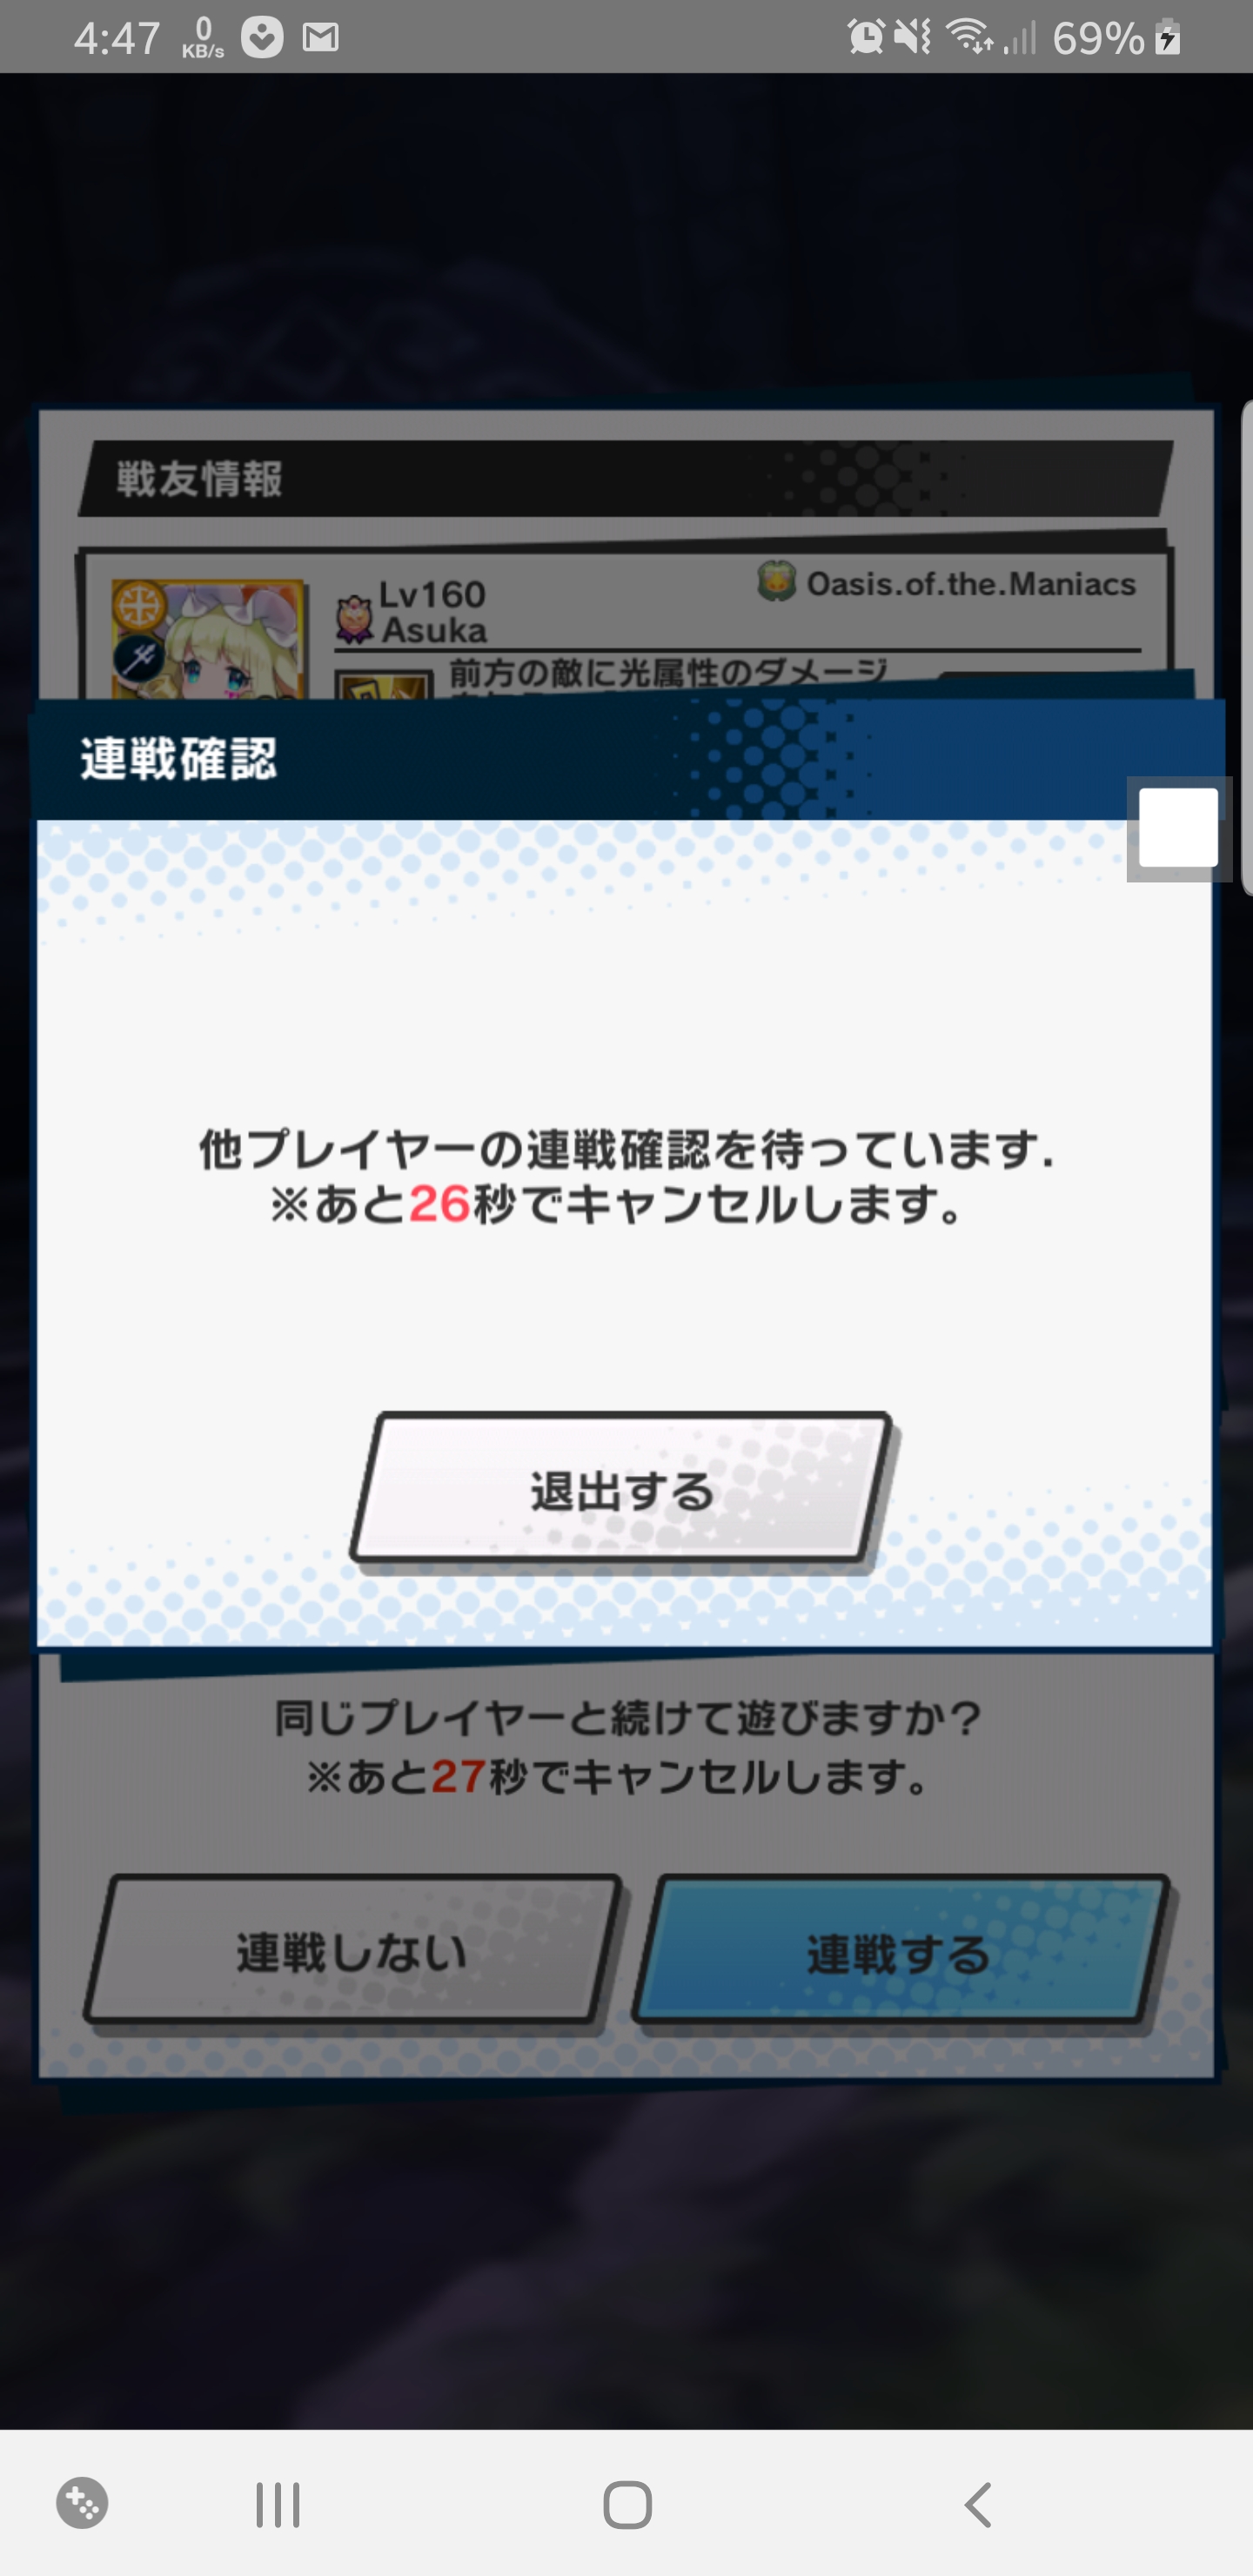 4:47 0 KB/s 69%
戦友情報
Lv160
Oasis.of.the.Maniacs
Asuka
前方の敵に光属性のダメージ
連戦確認
他プレイヤーの連戦確認を待っています.
※あと26秒でキャンセルします。
退出する
同じプレイヤーと続けて遊びますか?
※あと27秒でキャンセルします。
連戦しない 連戦する